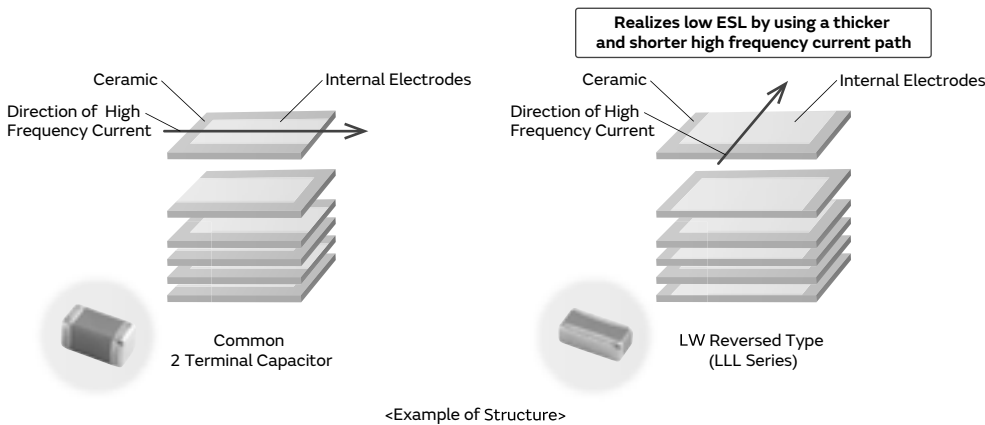 Realizes low ESL by using a thicker
and shorter high frequency current path
Ceramic
Internal Electrodes
Direction of High
Frequency Current
Ceramic
Internal Electrodes
Direction of High
Frequency Current
Common
2 Terminal Capacitor
LW Reversed Type
(LLL Series)
<Example of Structure>